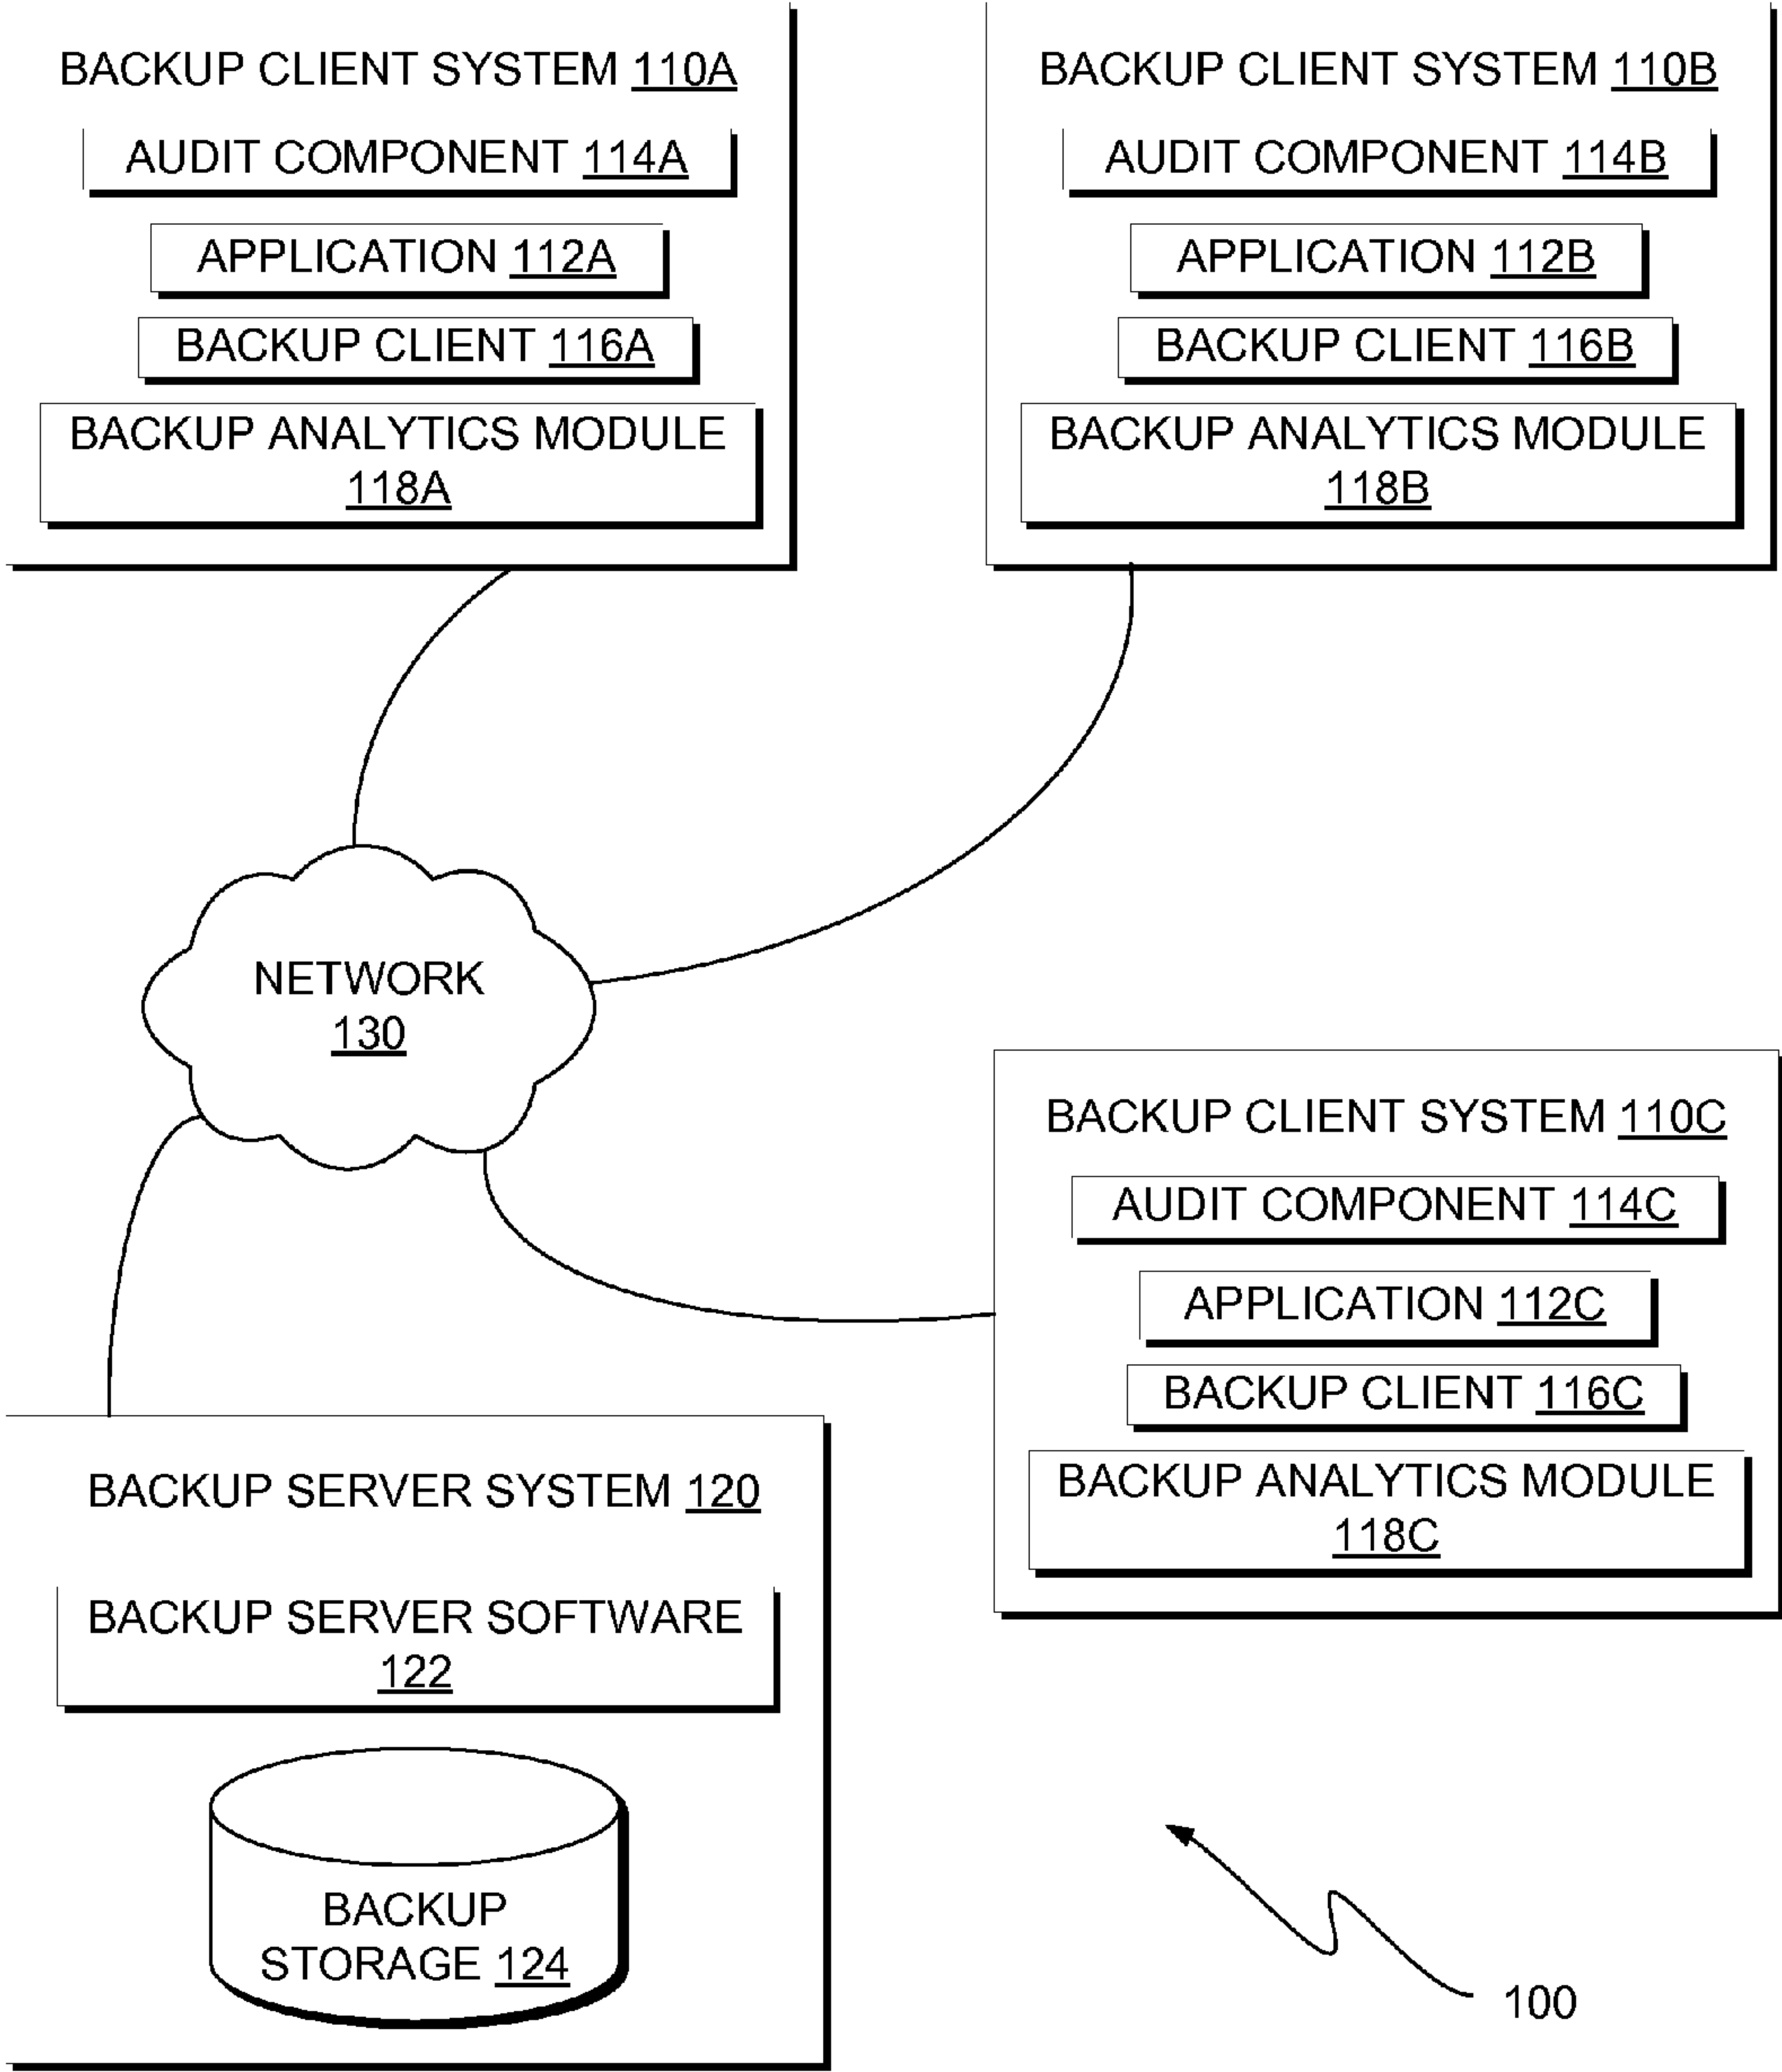 BACKUP CLIENT SYSTEM 110A
AUDIT COMPONENT 114A
APPLICATION 112A
BACKUP CLIENT 116A
BACKUP ANALYTICS MODULE
118A
BACKUP CLIENT SYSTEM 110B
AUDIT COMPONENT 114B
APPLICATION 112B
BACKUP CLIENT 116B
BACKUP ANALYTICS MODULE
118B
NETWORK
130
BACKUP CLIENT SYSTEM 110C
AUDIT COMPONENT 114C
APPLICATION 112C
BACKUP CLIENT 116C
BACKUP ANALYTICS MODULE
118C
BACKUP SERVER SYSTEM 120
BACKUP SERVER SOFTWARE
122
BACKUP
STORAGE 124
100